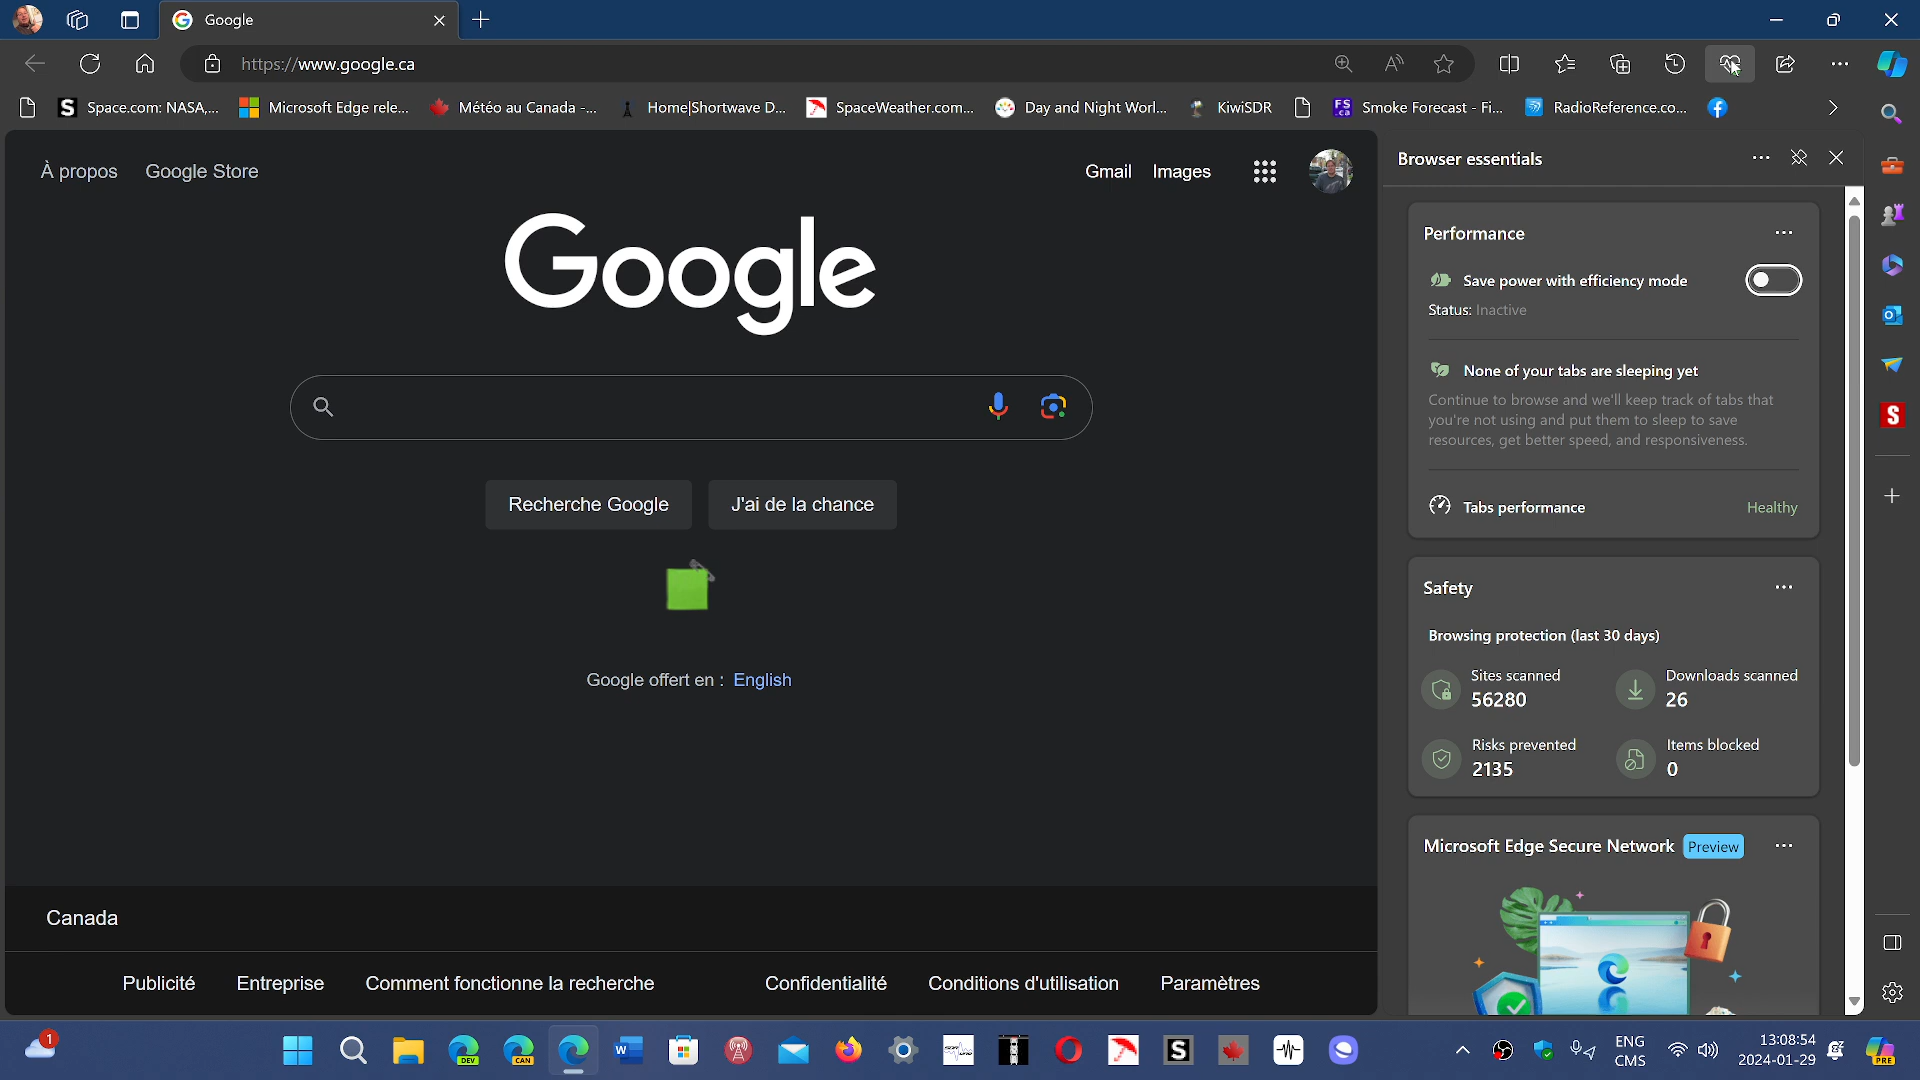 Google
https://www.google.ca
Space.com: NASA,...
Microsoft Edge rele...
Météo au Canada -...
Home|Shortwave D...
SpaceWeather.com...
Day and Night Worl...
KiwiSDR
Smoke Forecast - Fi...
RadioReference.co...
À propos
Google Store
Gmail
Images
Google
Recherche Google
J'ai de la chance
Google offert en : English
Canada
Publicité
Entreprise
Comment fonctionne la recherche
Confidentialité
Conditions d'utilisation
Paramètres
Browser essentials
Performance
Save power with efficiency mode
Status: Inactive
None of your tabs are sleeping yet
Continue to browse and we'll keep track of tabs that
you're not using and put them to sleep to save
resources, get better speed, and responsiveness.
Tabs performance
Healthy
Safety
Browsing protection (last 30 days)
Sites scanned
56280
Downloads scanned
26
Risks prevented
2135
Items blocked
0
Microsoft Edge Secure Network Preview
1
DEV
CAN
ENG
CMS
13:08:54
2024-01-29
PRE